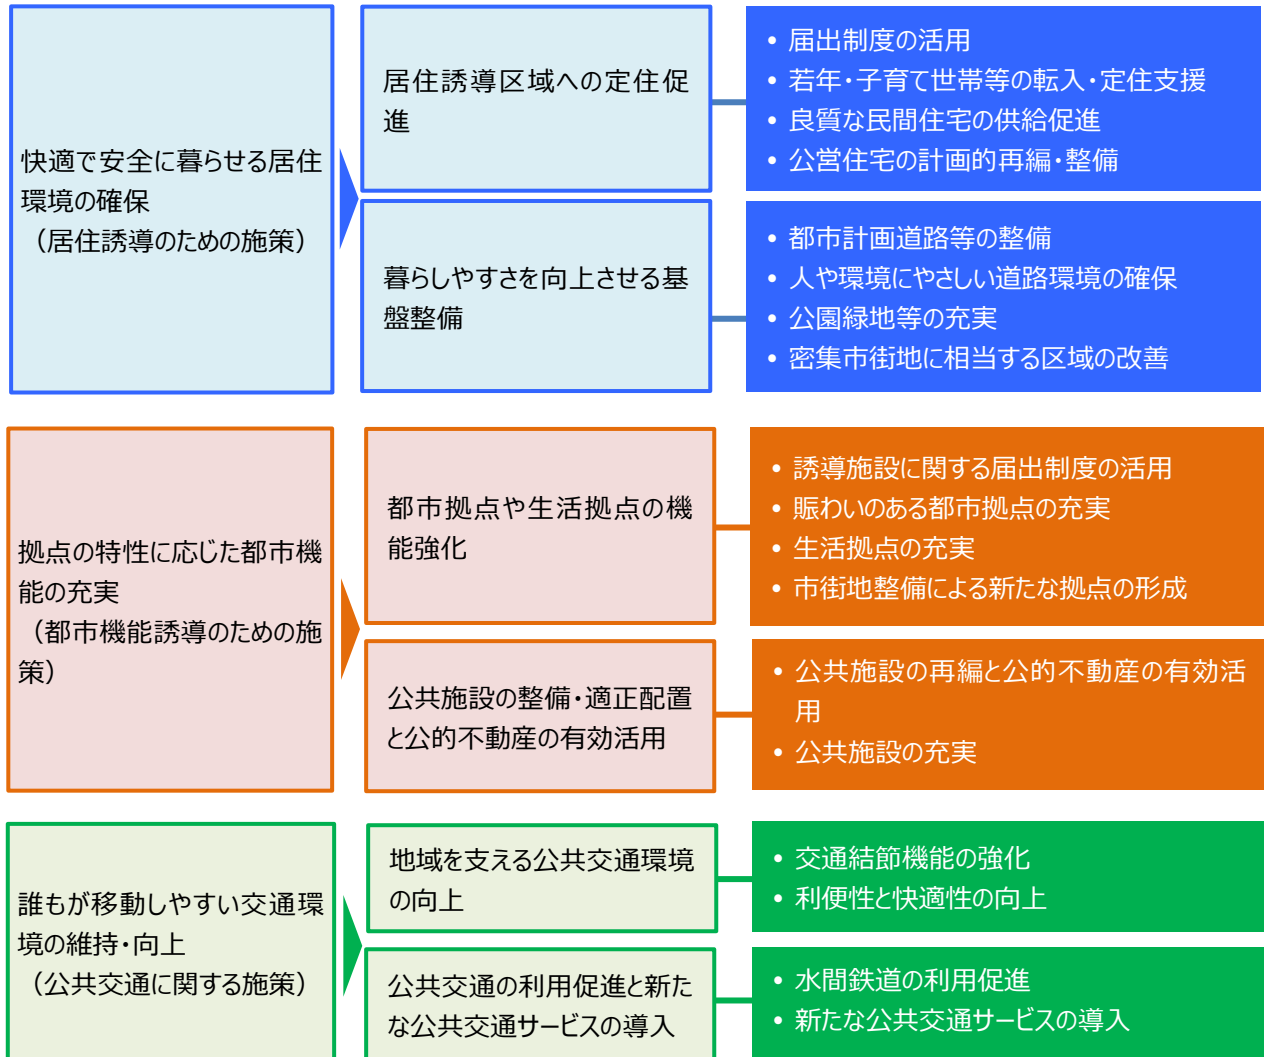 快適で安全に暮らせる居住
環境の確保
（居住誘導のための施策）
居住誘導区域への定住促
進
• 届出制度の活用
• 若年・子育て世帯等の転入・定住支援
• 良質な民間住宅の供給促進
• 公営住宅の計画的再編・整備
暮らしやすさを向上させる基
盤整備
• 都市計画道路等の整備
• 人や環境にやさしい道路環境の確保
• 公園緑地等の充実
• 密集市街地に相当する区域の改善
拠点の特性に応じた都市機
能の充実
（都市機能誘導のための施
策）
都市拠点や生活拠点の機
能強化
• 誘導施設に関する届出制度の活用
• 賑わいのある都市拠点の充実
• 生活拠点の充実
• 市街地整備による新たな拠点の形成
公共施設の整備・適正配置
と公的不動産の有効活用
• 公共施設の再編と公的不動産の有効活
用
• 公共施設の充実
誰もが移動しやすい交通環
境の維持・向上
（公共交通に関する施策）
地域を支える公共交通環境
の向上
• 交通結節機能の強化
• 利便性と快適性の向上
公共交通の利用促進と新た
な公共交通サービスの導入
• 水間鉄道の利用促進
• 新たな公共交通サービスの導入